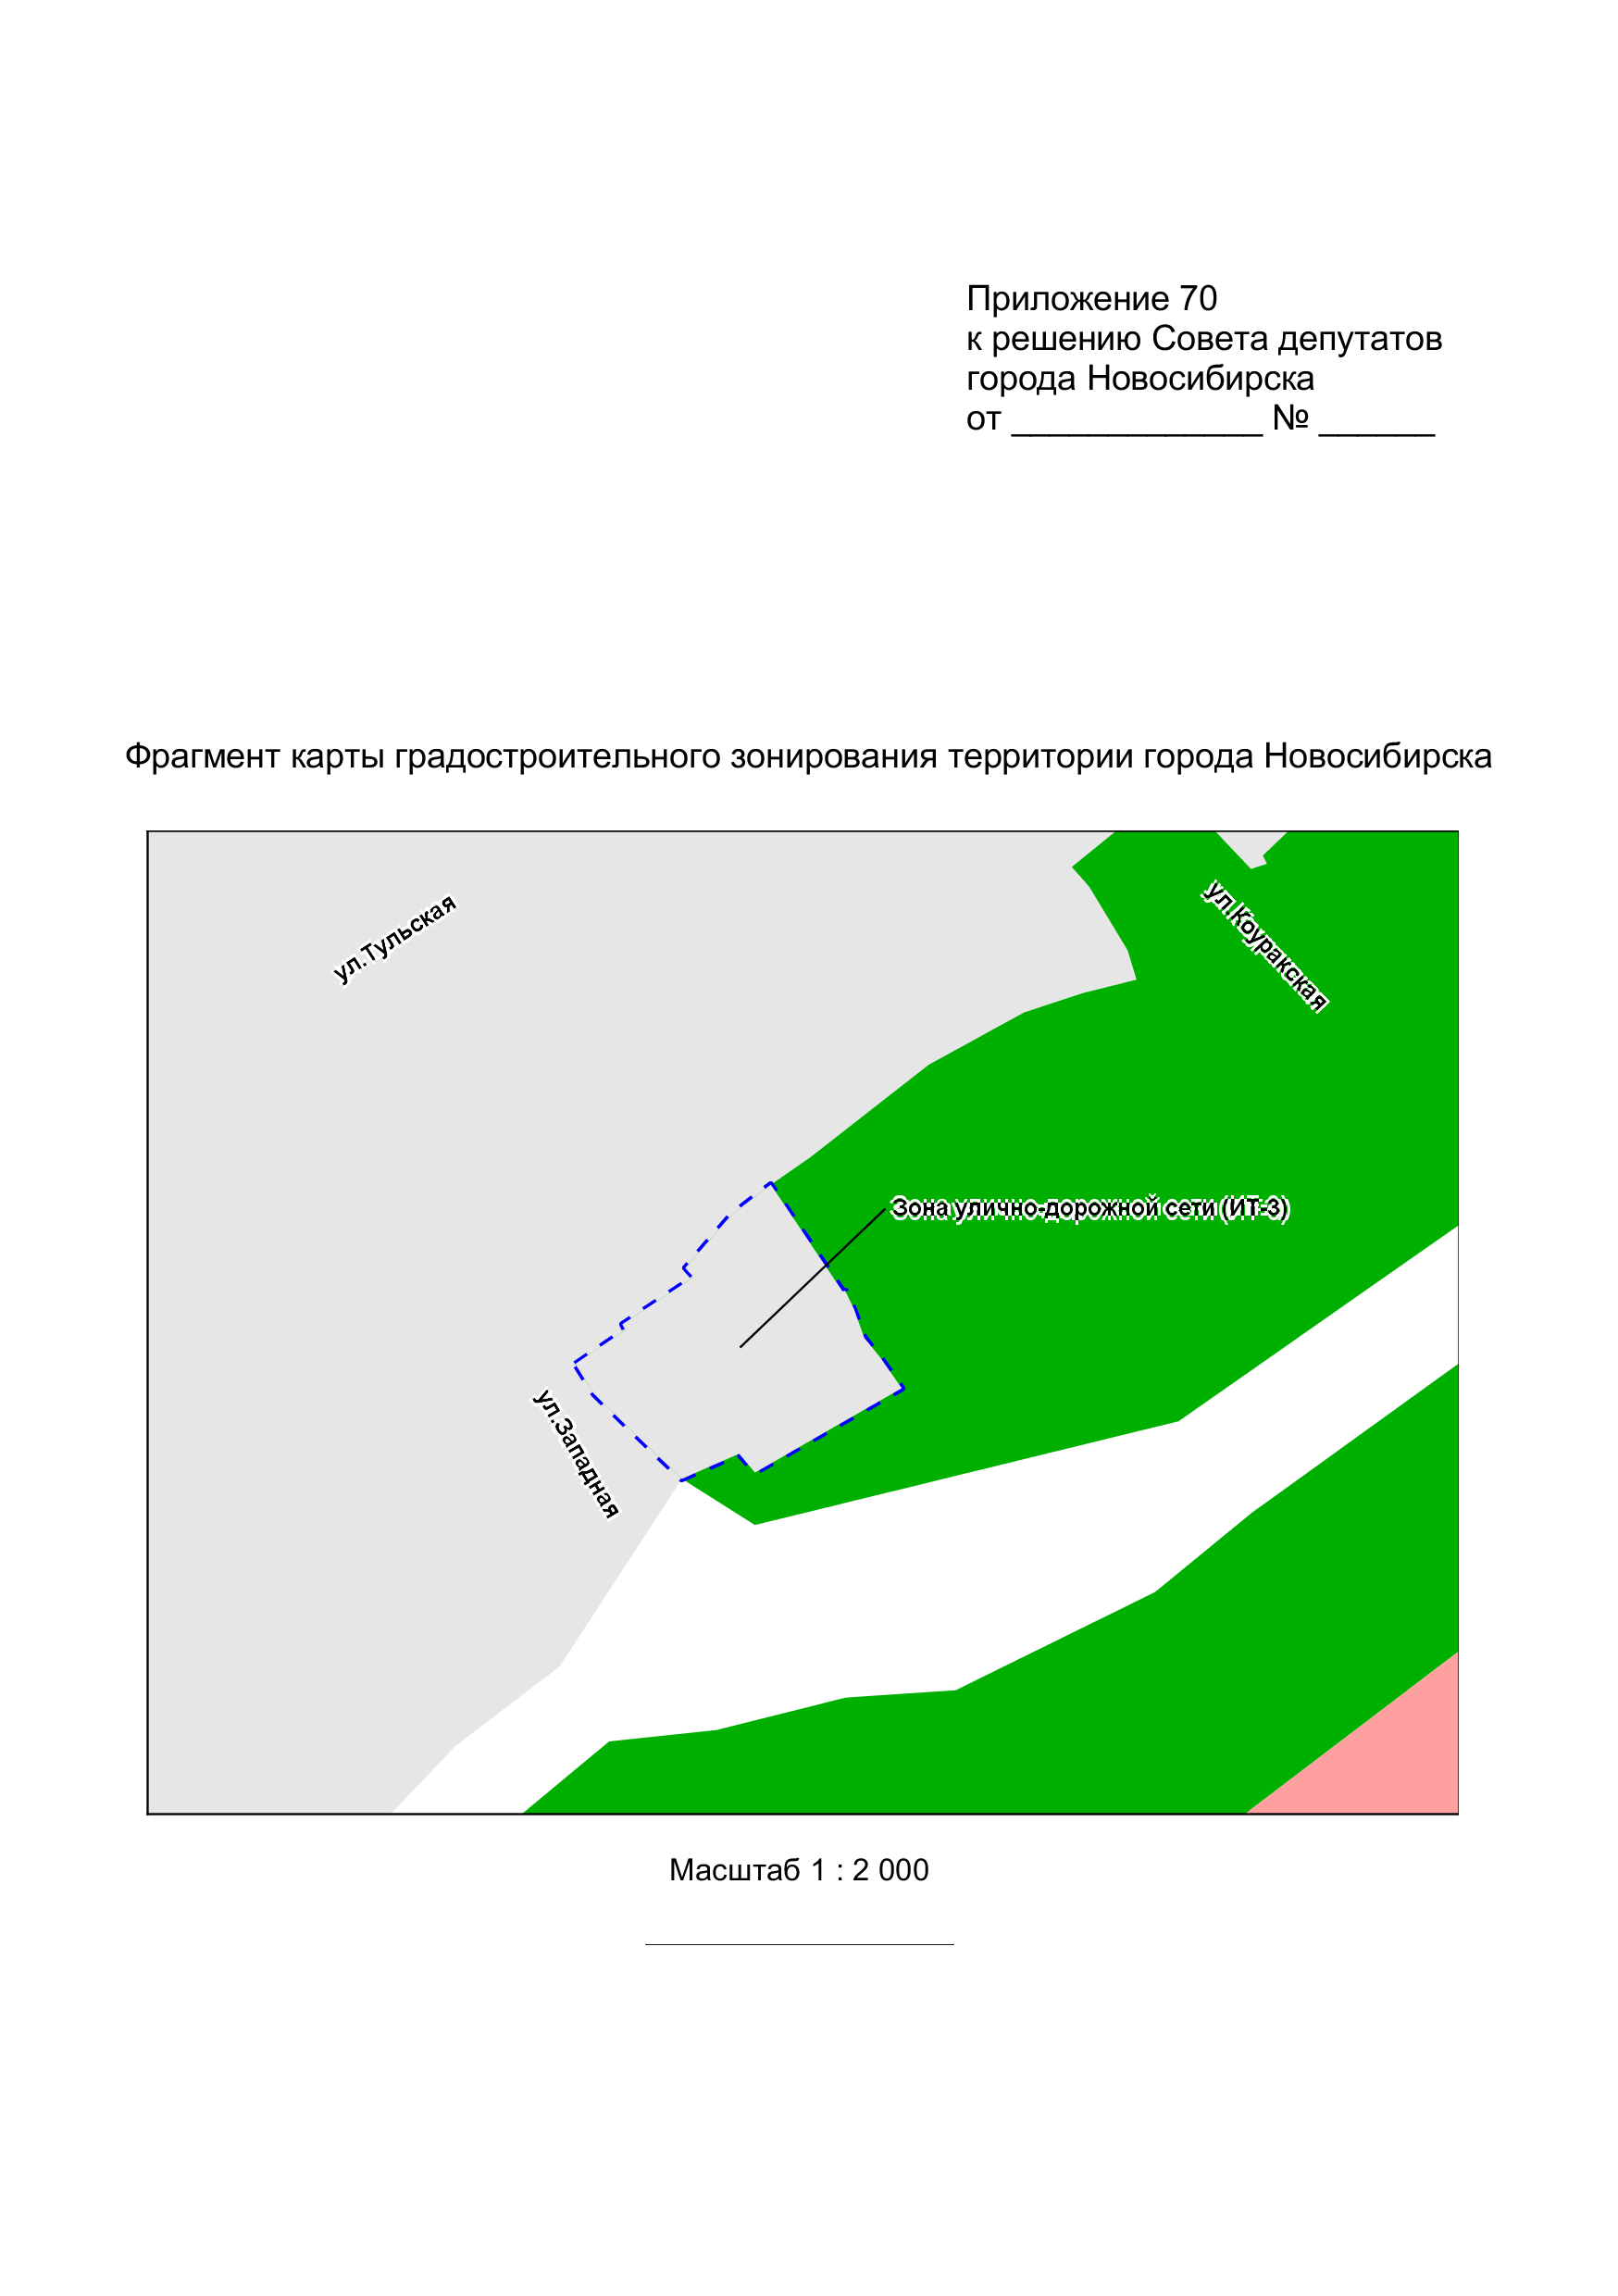 Приложение 70
к решению Совета депутатов
города Новосибирска
от _____________ № ______
Фрагмент карты градостроительного зонирования территории города Новосибирска
ул.Тульская
ул.Коуракская
Зона улично-дорожной сети (ИТ-3)
ул.Западная
Масштаб 1 : 2 000